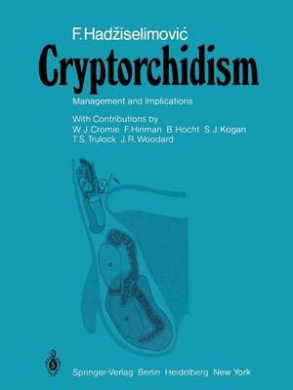 F. Hadžiselimović
Cryptorchidism
Management and Implications
With Contributions by
W. J. Cromie F. Hinman B. Hocht S. J. Kogan
T. S. Trulock J. R. Woodard
Springer-Verlag Berlin Heidelberg New York